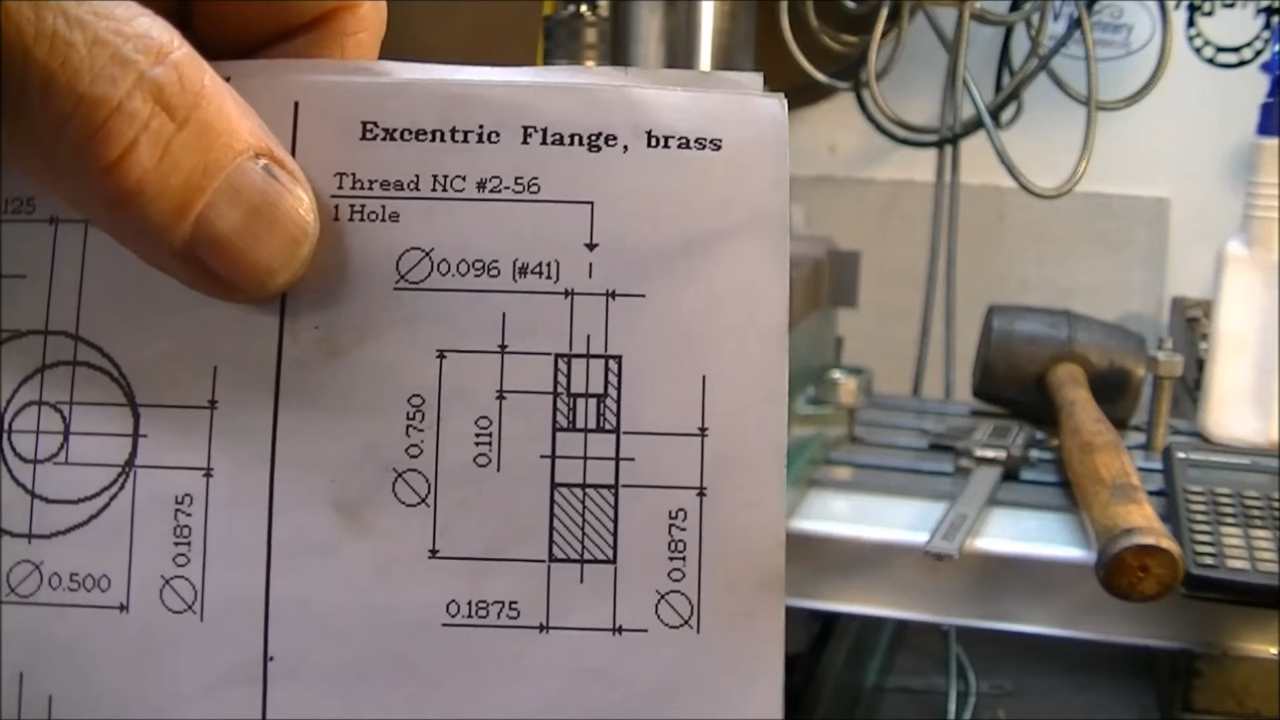 Excentric Flange, brass
Thread NC #2-56
1 Hole
Ø0.096 (#41)
Ø 0.750
0.110
0.1875
Ø 0.1875
125
Ø 0.500
Ø 0.1875